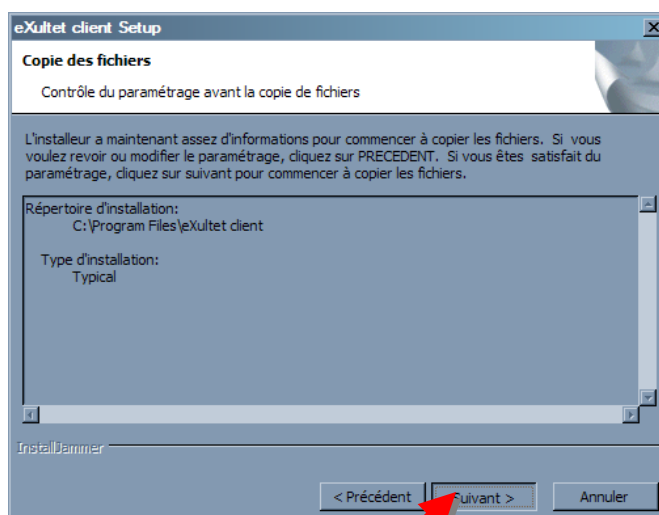 eXultet client Setup
Copie des fichiers
Contrôle du paramétrage avant la copie de fichiers
L'installeur a maintenant assez d'informations pour commencer à copier les fichiers. Si vous
voulez revoir ou modifier le paramétrage, cliquez sur PRECEDENT. Si vous êtes satisfait du
paramétrage, cliquez sur suivant pour commencer à copier les fichiers.
Répertoire d'installation:
C:\Program Files\eXultet client
Type d'installation:
Typical
InstallJammer
< Précédent Suivant > Annuler